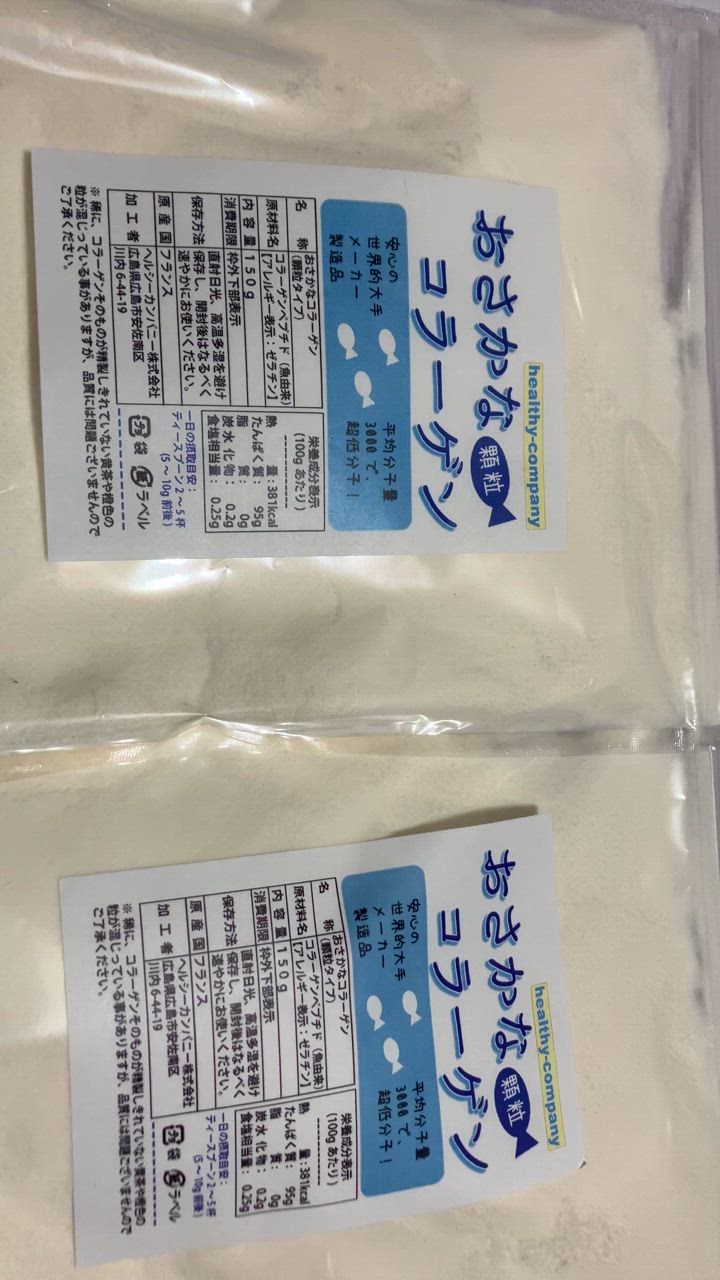 healthy-company
おさかな
コラーゲン
顆粒
安心の
世界的大手
メーカー
製造品
平均分子量
3000で、
超低分子!
名 称 おさかなコラーゲン
(顆粒タイプ)
原材料名 コラーゲンペプチド(魚由来)
【アレルギー表示:ゼラチン】
内容量 150g
消費期限 枠外下部表示
保存方法 直射日光、高温多湿を避け
保存し、開封後はなるべく
速やかにお使いください。
原産国 フランス
加工者 ヘルシーカンパニー株式会社
広島県広島市安佐南区
川内6-44-19
栄養成分表示
(100gあたり)
熱 量:381kcal
たんぱく質: 95g
脂 質: 0g
炭水化物: 0.2g
食塩相当量: 0.25g
一日の摂取目安:
ティースプーン2~5杯
(5~10g前後)
プラ 袋 紙 ラベル
※稀に、コラーゲンそのものが精製しきれていない黄茶や橙色の
粒が混じっている事がありますが、品質には問題ございませんので
ご了承ください。
healthy-company
おさかな
コラーゲン
顆粒
安心の
世界的大手
メーカー
製造品
平均分子量
3000で、
超低分子!
名 称 おさかなコラーゲン
(顆粒タイプ)
原材料名 コラーゲンペプチド(魚由来)
【アレルギー表示:ゼラチン】
内容量 150g
消費期限 枠外下部表示
保存方法 直射日光、高温多湿を避け
保存し、開封後はなるべく
速やかにお使いください。
原産国 フランス
加工者 ヘルシーカンパニー株式会社
広島県広島市安佐南区
川内6-44-19
栄養成分表示
(100gあたり)
熱 量:381kcal
たんぱく質: 95g
脂 質: 0g
炭水化物: 0.2g
食塩相当量: 0.25g
一日の摂取目安:
ティースプーン2~5杯
(5~10g前後)
プラ 袋 紙 ラベル
※稀に、コラーゲンそのものが精製しきれていない黄茶や橙色の
粒が混じっている事がありますが、品質には問題ございませんので
ご了承ください。